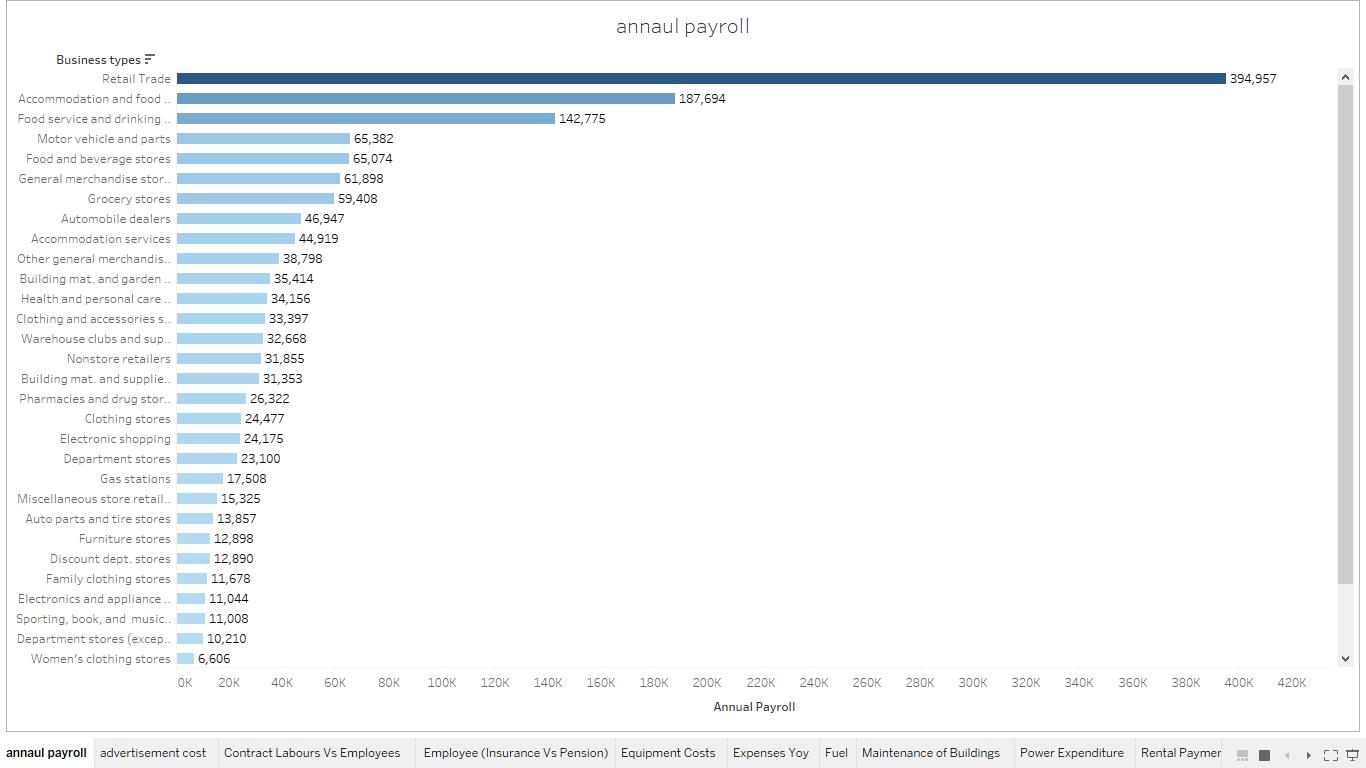 annaul payroll
Business types
Retail Trade 394,957
Accommodation and food .. 187,694
Food service and drinking .. 142,775
Motor vehicle and parts 65,382
Food and beverage stores 65,074
General merchandise stor.. 61,898
Grocery stores 59,408
Automobile dealers 46,947
Accommodation services 44,919
Other general merchandis.. 38,798
Building mat. and garden .. 35,414
Health and personal care .. 34,156
Clothing and accessories s.. 33,397
Warehouse clubs and sup.. 32,668
Nonstore retailers 31,855
Building mat. and supplie.. 31,353
Pharmacies and drug stor.. 26,322
Clothing stores 24,477
Electronic shopping 24,175
Department stores 23,100
Gas stations 17,508
Miscellaneous store retail.. 15,325
Auto parts and tire stores 13,857
Furniture stores 12,898
Discount dept. stores 12,890
Family clothing stores 11,678
Electronics and appliance .. 11,044
Sporting, book, and music.. 11,008
Department stores (excep.. 10,210
Women's clothing stores 6,606
0K 20K 40K 60K 80K 100K 120K 140K 160K 180K 200K 220K 240K 260K 280K 300K 320K 340K 360K 380K 400K 420K
Annual Payroll
annaul payroll advertisement cost Contract Labours Vs Employees Employee (Insurance Vs Pension) Equipment Costs Expenses Yoy Fuel Maintenance of Buildings Power Expenditure Rental Paymer